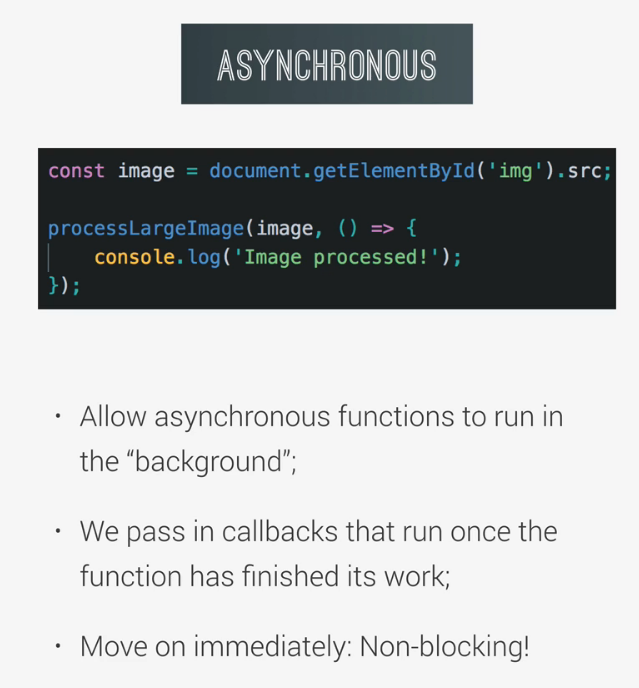 ASYNCHRONOUS
const image = document.getElementById('img').src;
processLargeImage(image, () => {
    console.log('Image processed!');
});
• Allow asynchronous functions to run in
the “background”;
• We pass in callbacks that run once the
function has finished its work;
• Move on immediately: Non-blocking!